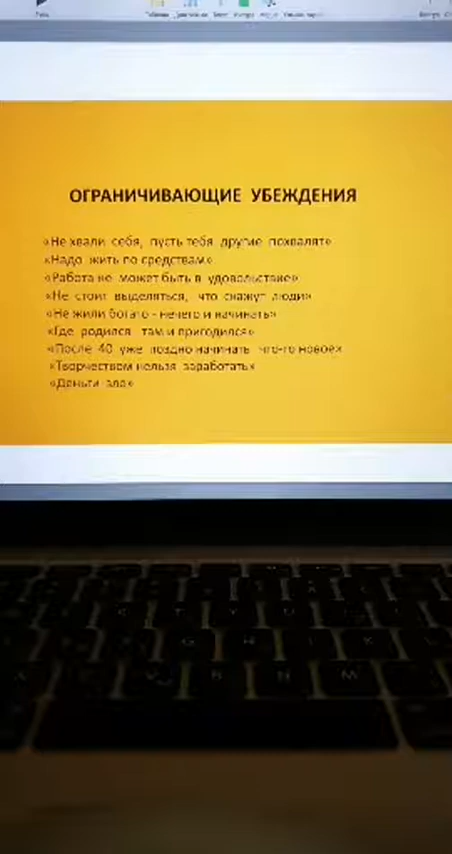 ОГРАНИЧИВАЮЩИЕ УБЕЖДЕНИЯ
«Не хвали себя, пусть тебя другие похвалят»
«Надо жить по средствам»
«Работа не может быть в удовольствие»
«Не стоит выделяться, что скажут люди»
«Не жили богато - нечего и начинать»
«Где родился там и пригодился»
«После 40 уже поздно начинать что-то новое»
«Творчеством нельзя заработать»
«Деньги зло»